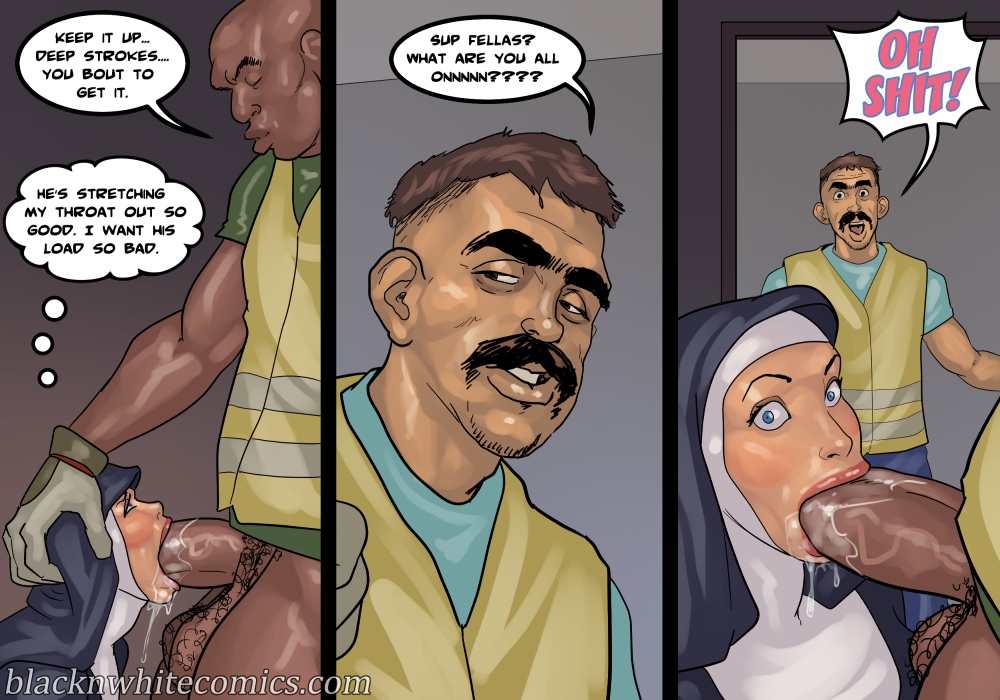 KEEP IT UP...
DEEP STROKES....
YOU BOUT TO
GET IT.
HE'S STRETCHING
MY THROAT OUT SO
GOOD. I WANT HIS
LOAD SO BAD.
SUP FELLAS?
WHAT ARE YOU ALL
ONNNNN????
OH
SHIT!
blacknwhitecomics.com